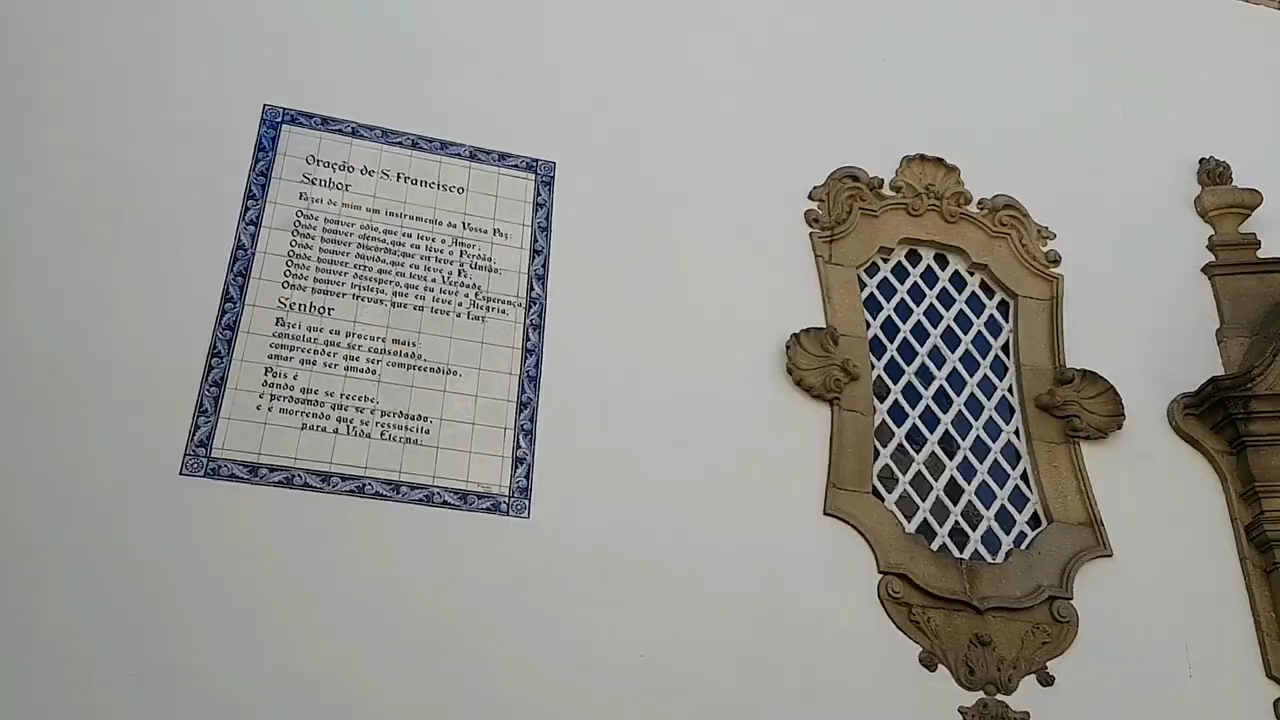 Oração de S. Francisco
Senhor
Fazei de mim um instrumento da Vossa Paz:
Onde houver ódio, que eu leve o Amor;
Onde houver ofensa, que eu leve o Perdão;
Onde houver discórdia, que eu leve a União;
Onde houver dúvida, que eu leve a Fé;
Onde houver erro que eu leve a Verdade
Onde houver desespero, que eu leve a Esperança,
Onde houver tristeza, que eu leve a Alegria;
Onde houver trevas, que eu leve a Luz.
Senhor
Fazei que eu procure mais:
consolar que ser consolado,
compreender que ser compreendido,
amar que ser amado.
Pois é
dando que se recebe,
é perdoando que se é perdoado,
e é morrendo que se ressuscita
para a Vida Eterna.